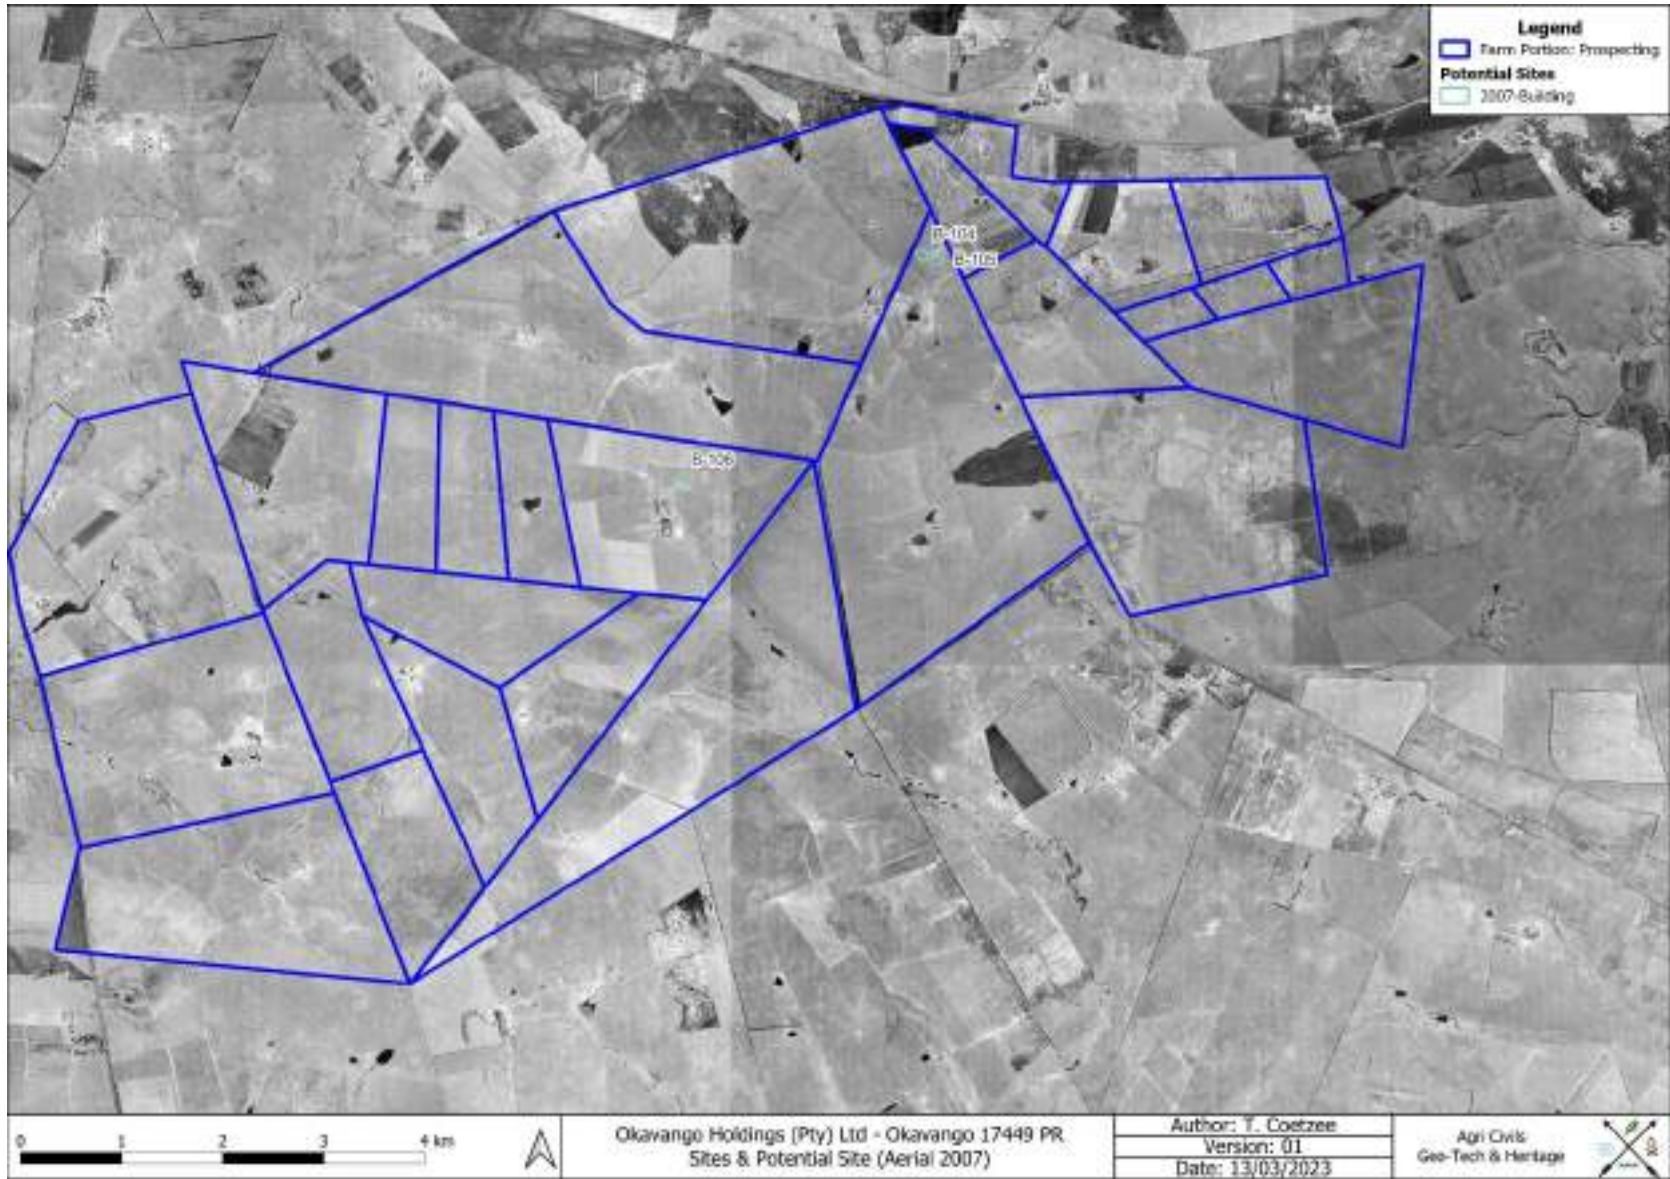 Legend
Farm Portion: Prospecting
Potential Sites
2007-Building
B-104
B-105
B-106
0 1 2 3 4 km
Okavango Holdings (Pty) Ltd - Okavango 17449 PR
Sites & Potential Site (Aerial 2007)
Author: T. Coetzee
Version: 01
Date: 13/03/2023
Agri Civils
Geo-Tech & Heritage